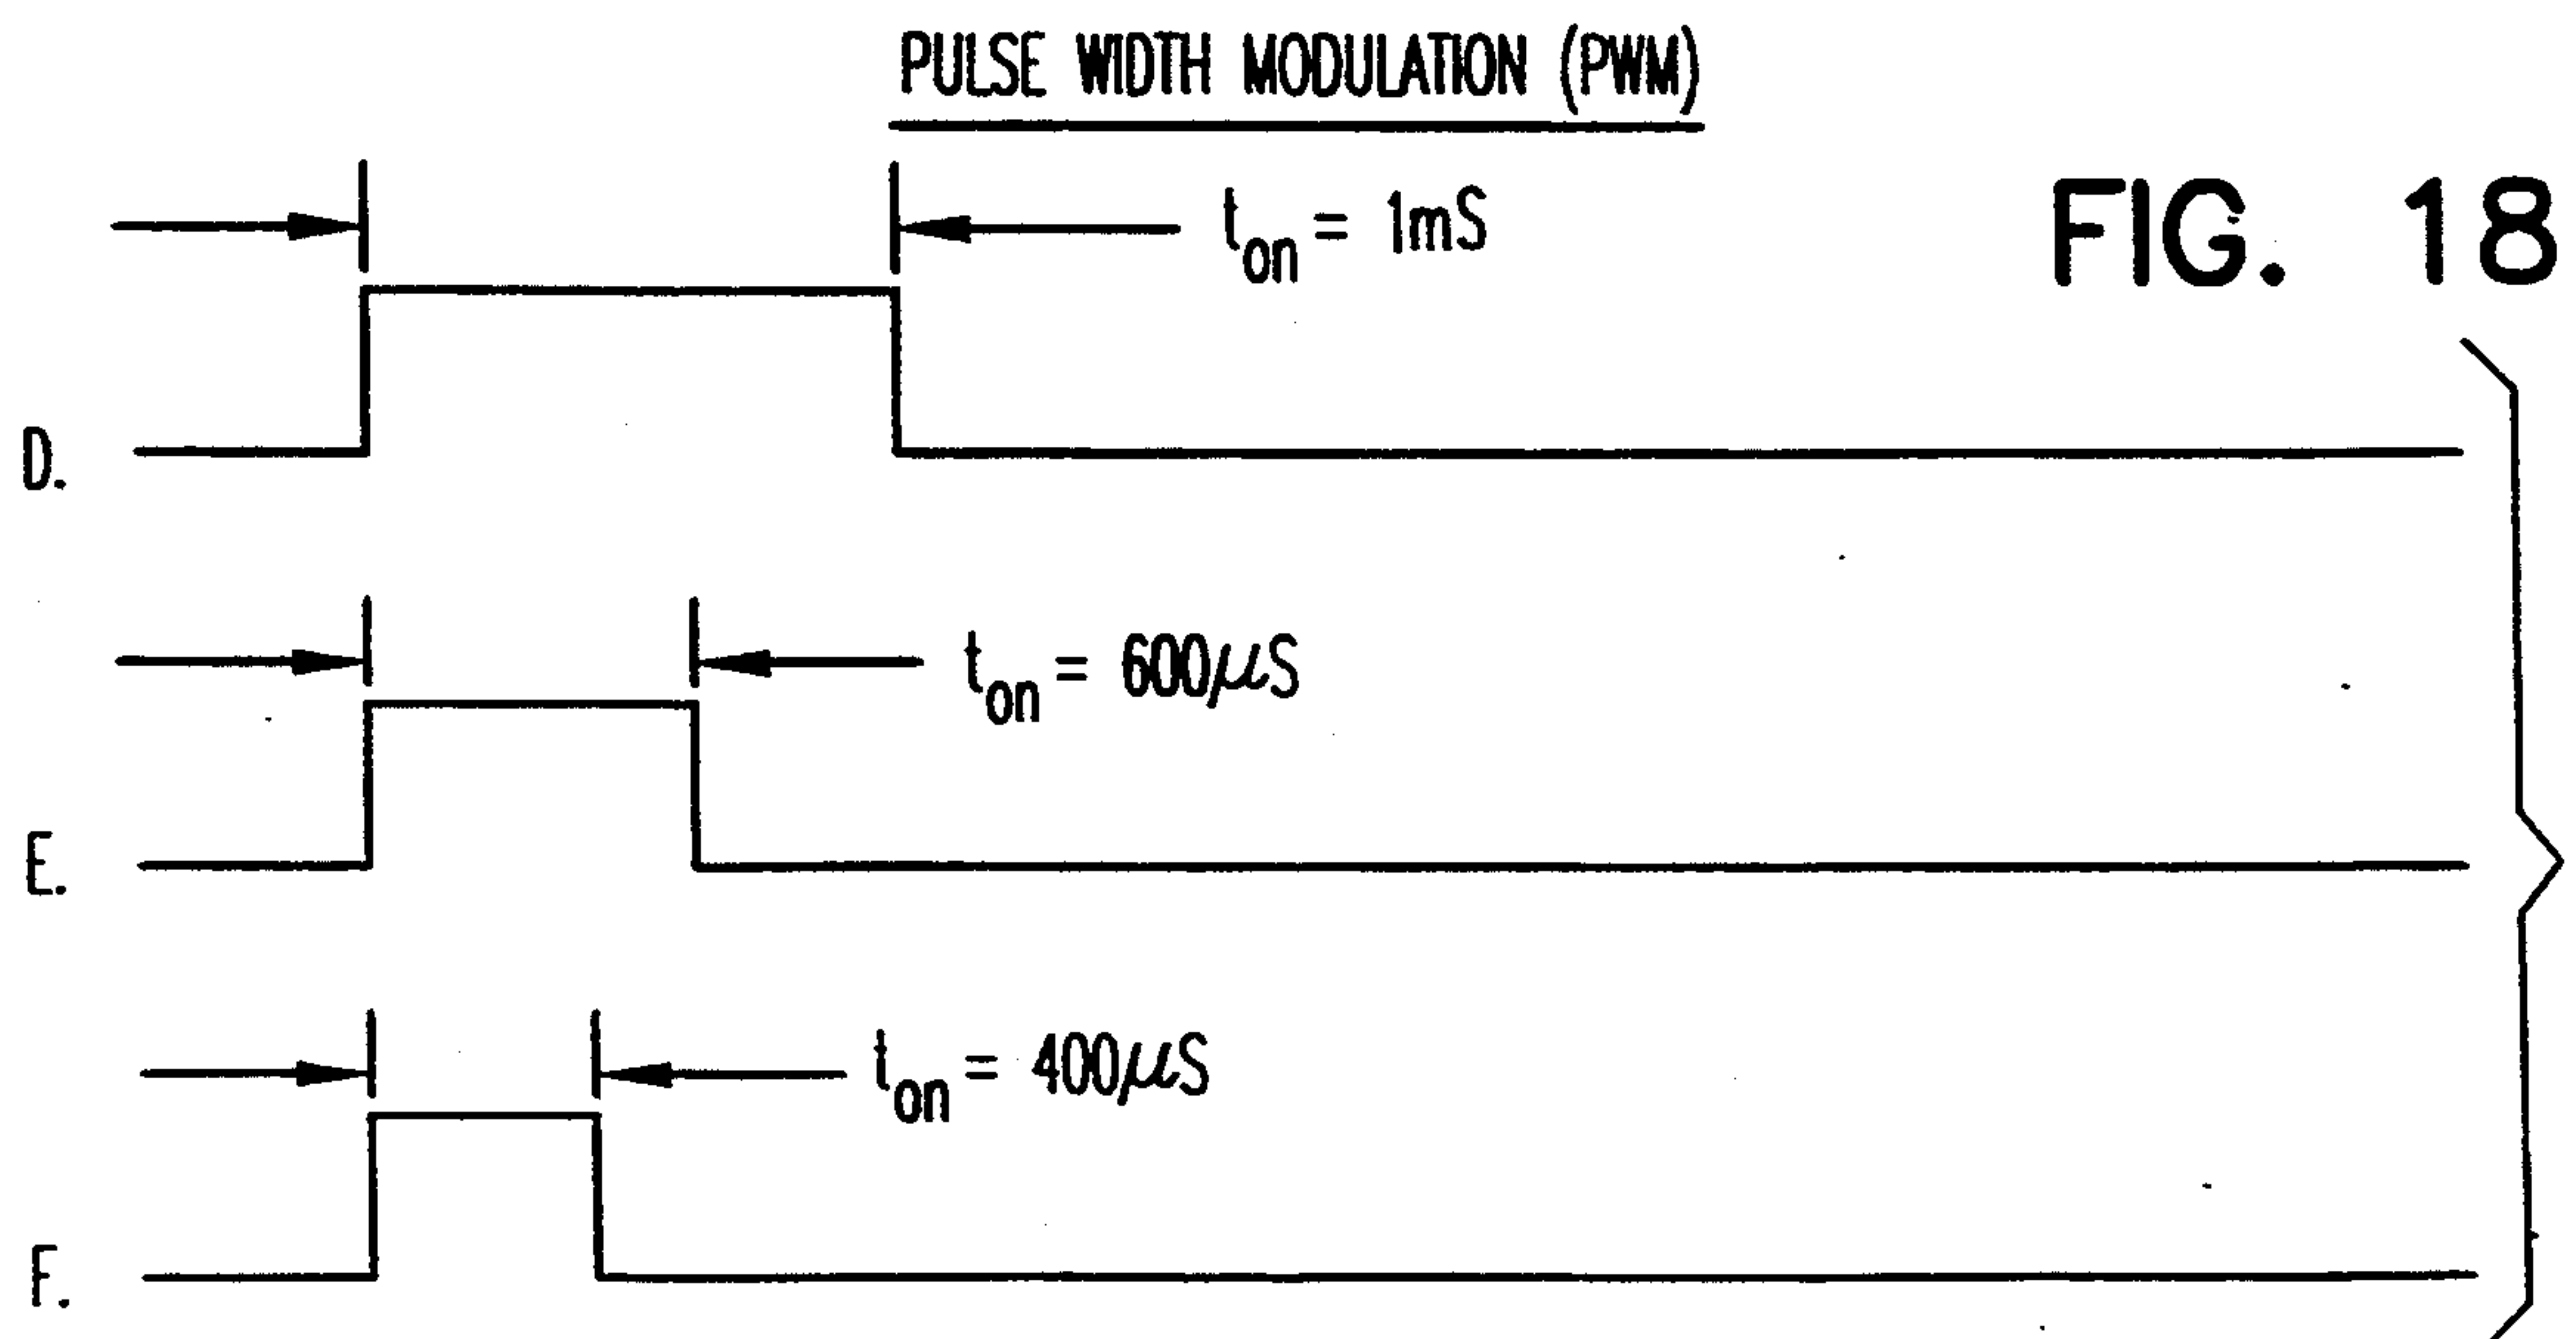 PULSE WIDTH MODULATION (PWM)
FIG. 18
t_on = 1mS
D.
t_on = 600μS
E.
t_on = 400μS
F.